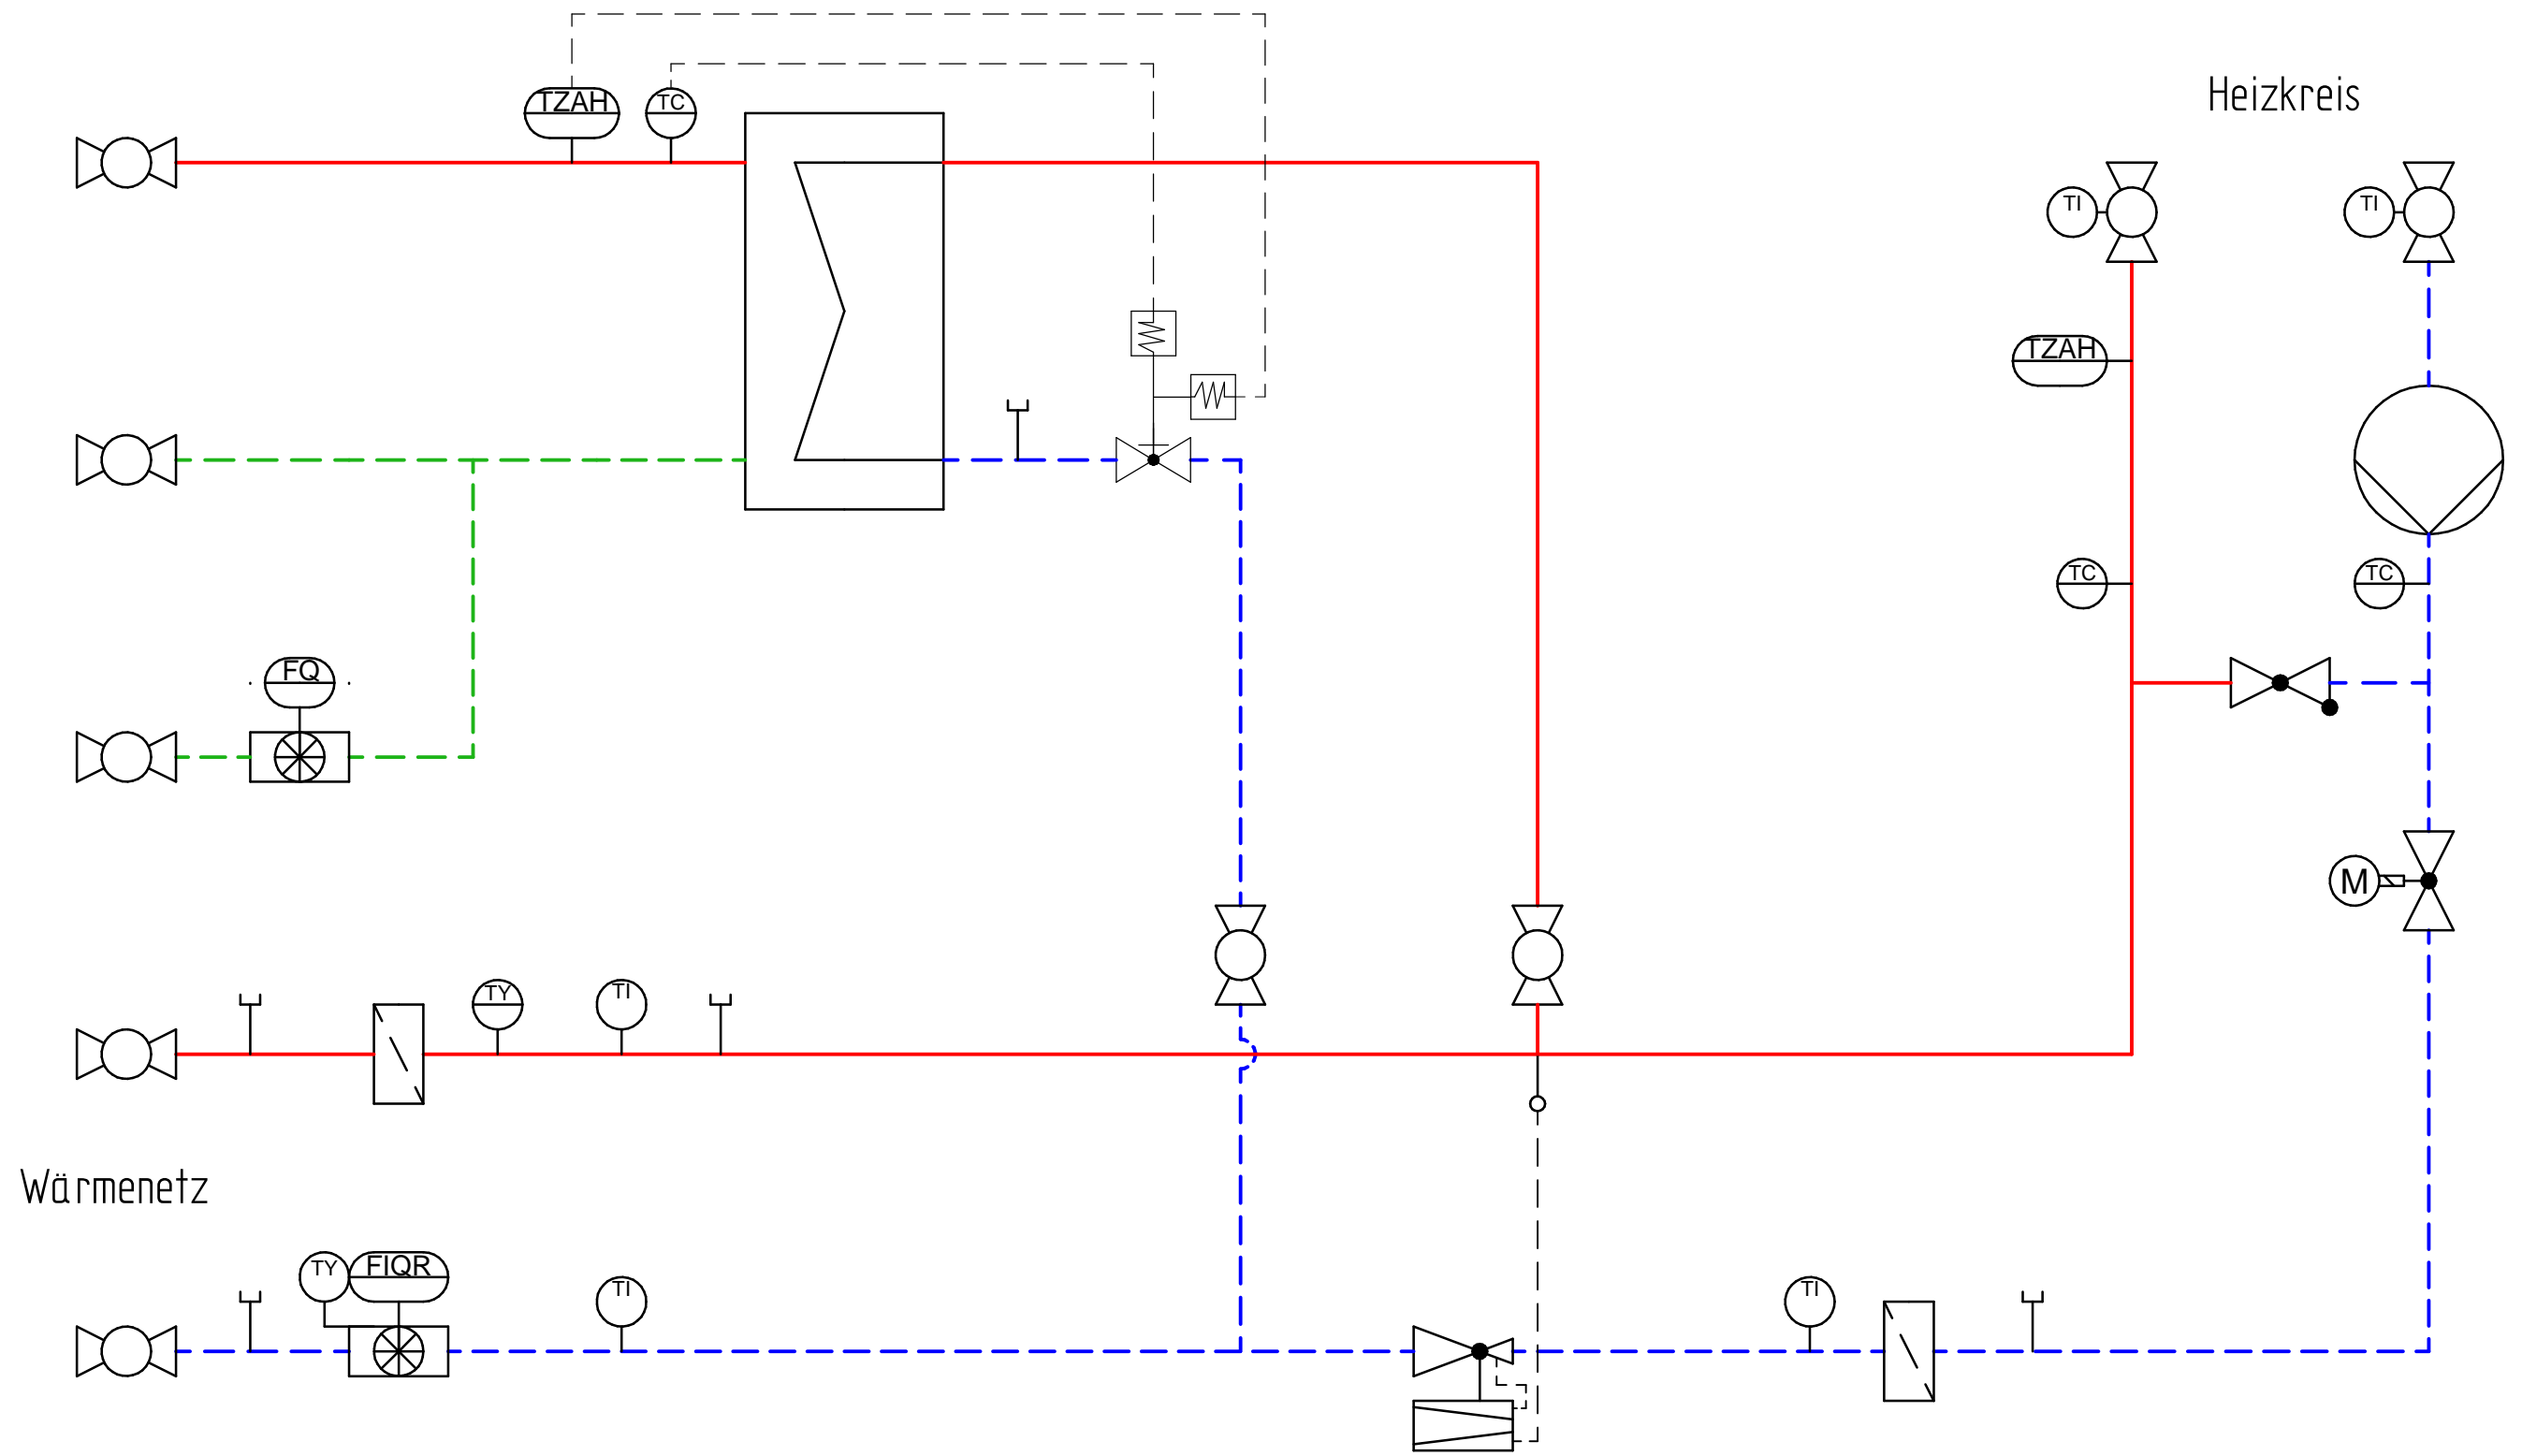 Heizkreis
TZAH
TC
TI
TI
TZAH
TC
TC
FQ
M
TY
TI
Wärmenetz
TY
FIQR
TI
TI